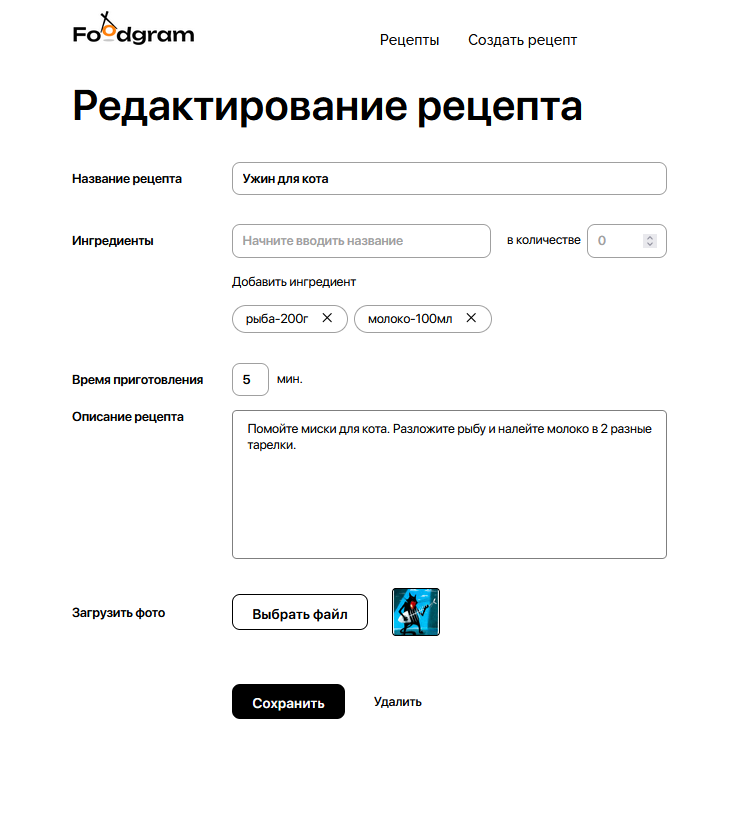 Foodgram
Рецепты Создать рецепт
Редактирование рецепта
Название рецепта Ужин для кота
Ингредиенты Начните вводить название в количестве 0
Добавить ингредиент
рыба-200г молоко-100мл
Время приготовления 5 мин.
Описание рецепта
Помойте миски для кота. Разложите рыбу и налейте молоко в 2 разные
тарелки.
Загрузить фото Выбрать файл
Сохранить Удалить